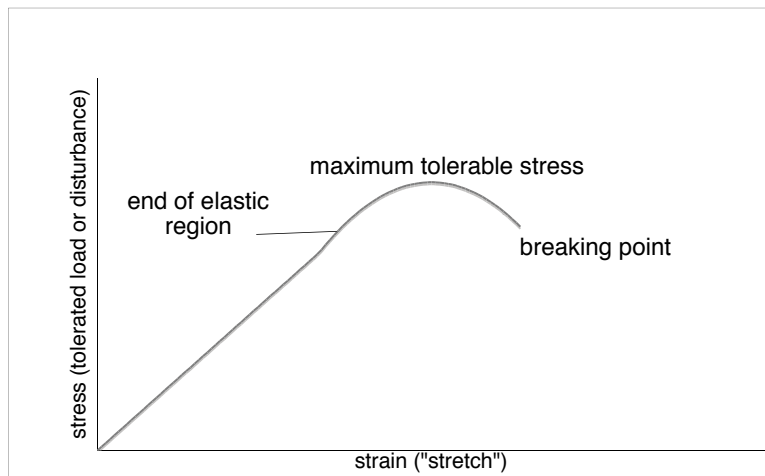 maximum tolerable stress
end of elastic
region
breaking point
stress (tolerated load or disturbance)
strain ("stretch")